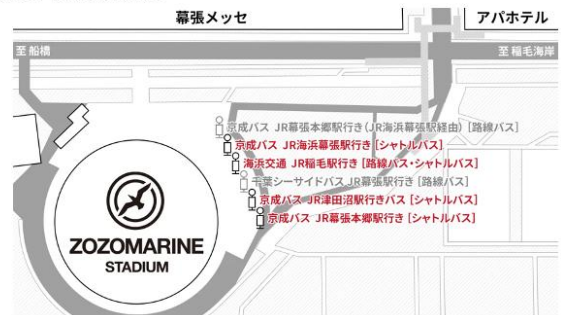 幕張メッセ
アパホテル
至 船橋
至 稲毛海岸
京成バス JR幕張本郷駅行き(JR海浜幕張駅経由) [路線バス]
京成バス JR海浜幕張駅行き [シャトルバス]
海浜交通 JR稲毛駅行き [路線バス・シャトルバス]
千葉シーサイドバス JR幕張駅行き [路線バス]
京成バス JR津田沼駅行きバス [シャトルバス]
京成バス JR幕張本郷駅行き [シャトルバス]
ZOZOMARINE
STADIUM